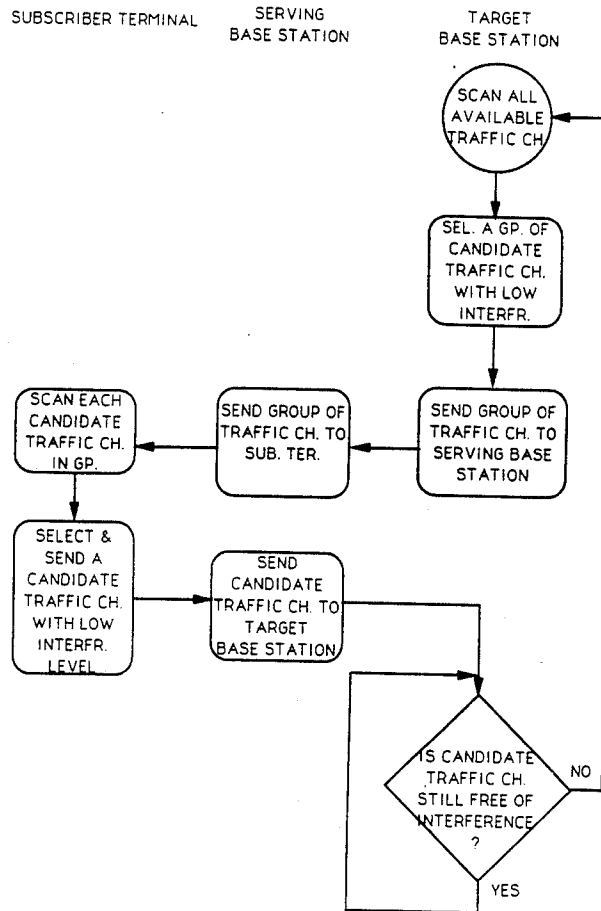 SUBSCRIBER TERMINAL
SERVING
BASE STATION
TARGET
BASE STATION
SCAN ALL
AVAILABLE
TRAFFIC CH.
SEL. A GP. OF
CANDIDATE
TRAFFIC CH.
WITH LOW
INTERFR.
SCAN EACH
CANDIDATE
TRAFFIC CH.
IN GP.
SEND GROUP OF
TRAFFIC CH. TO
SUB. TER.
SEND GROUP OF
TRAFFIC CH. TO
SERVING BASE
STATION
SELECT &
SEND A
CANDIDATE
TRAFFIC CH.
WITH LOW
INTERFR.
LEVEL
SEND
CANDIDATE
TRAFFIC CH. TO
TARGET
BASE STATION
IS CANDIDATE
TRAFFIC CH.
STILL FREE OF
INTERFERENCE
?
NO
YES